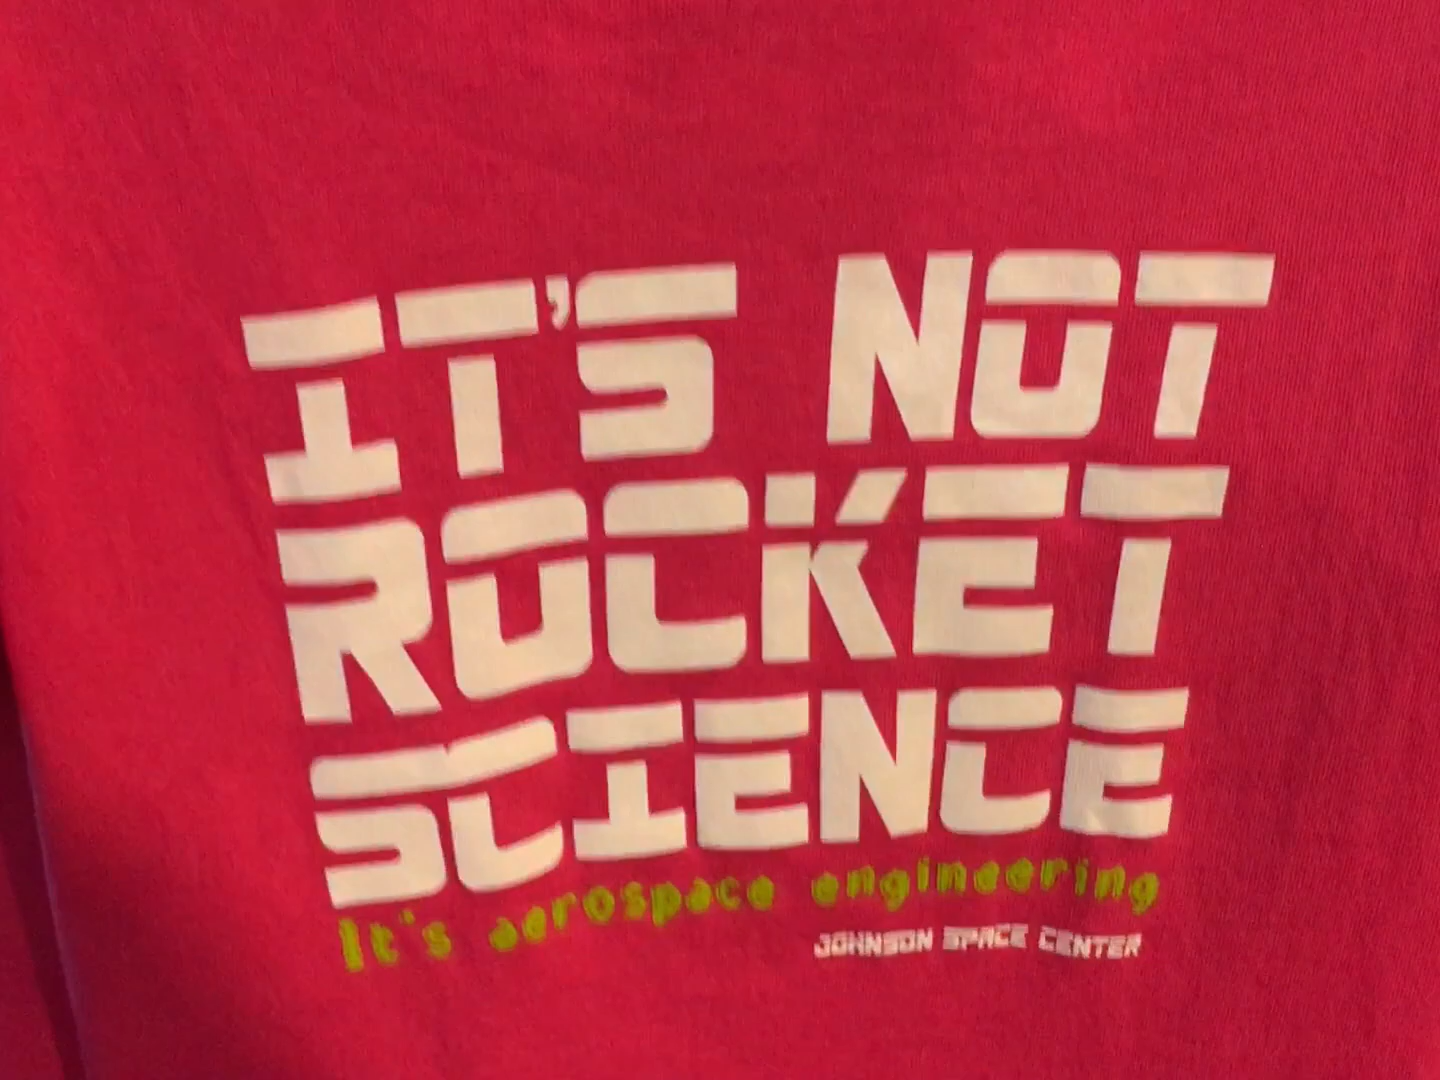 IT'S NOT
ROCKET
SCIENCE
It's aerospace engineering
JOHNSON SPACE CENTER